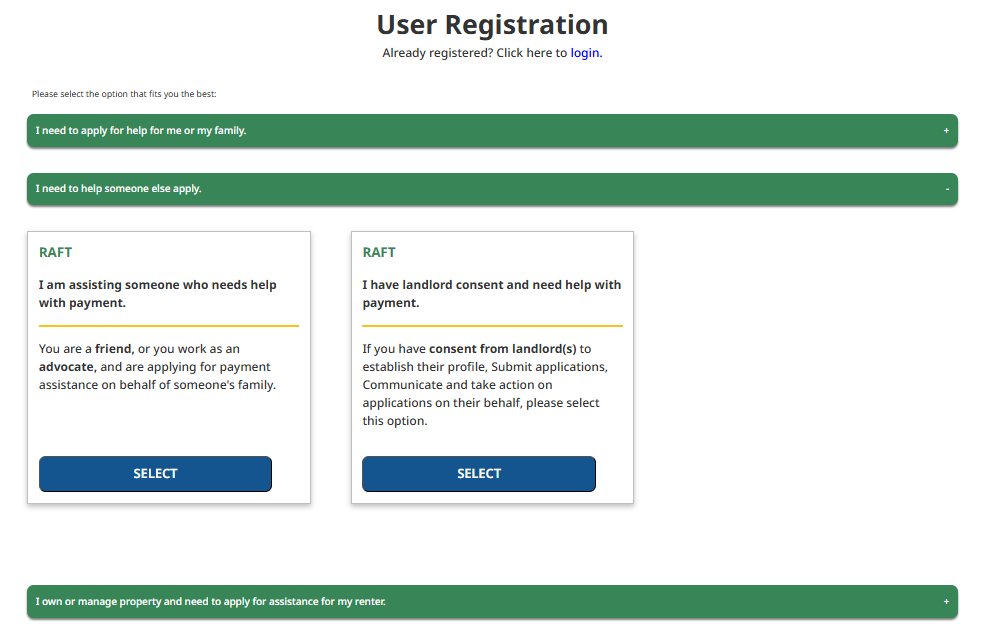 User Registration
Already registered? Click here to login.
Please select the option that fits you the best:
I need to apply for help for me or my family. +
I need to help someone else apply. -
RAFT
I am assisting someone who needs help
with payment.
You are a friend, or you work as an
advocate, and are applying for payment
assistance on behalf of someone's family.
SELECT
RAFT
I have landlord consent and need help with
payment.
If you have consent from landlord(s) to
establish their profile, Submit applications,
Communicate and take action on
applications on their behalf, please select
this option.
SELECT
I own or manage property and need to apply for assistance for my renter. +